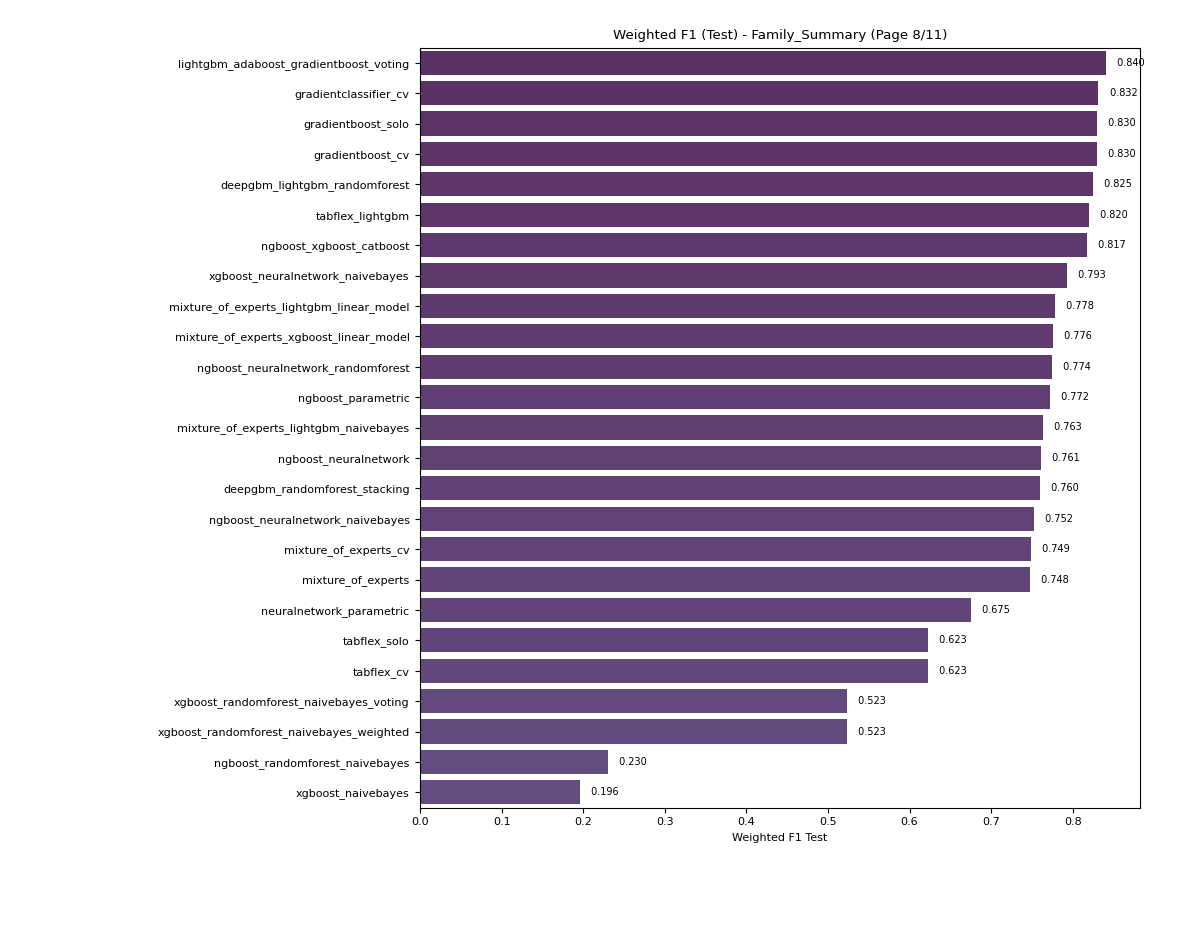 Weighted F1 (Test) - Family_Summary (Page 8/11)
lightgbm_adaboost_gradientboost_voting 0.840
gradientclassifier_cv 0.832
gradientboost_solo 0.830
gradientboost_cv 0.830
deepgbm_lightgbm_randomforest 0.825
tabflex_lightgbm 0.820
ngboost_xgboost_catboost 0.817
xgboost_neuralnetwork_naivebayes 0.793
mixture_of_experts_lightgbm_linear_model 0.778
mixture_of_experts_xgboost_linear_model 0.776
ngboost_neuralnetwork_randomforest 0.774
ngboost_parametric 0.772
mixture_of_experts_lightgbm_naivebayes 0.763
ngboost_neuralnetwork 0.761
deepgbm_randomforest_stacking 0.760
ngboost_neuralnetwork_naivebayes 0.752
mixture_of_experts_cv 0.749
mixture_of_experts 0.748
neuralnetwork_parametric 0.675
tabflex_solo 0.623
tabflex_cv 0.623
xgboost_randomforest_naivebayes_voting 0.523
xgboost_randomforest_naivebayes_weighted 0.523
ngboost_randomforest_naivebayes 0.230
xgboost_naivebayes 0.196
0.0 0.1 0.2 0.3 0.4 0.5 0.6 0.7 0.8
Weighted F1 Test